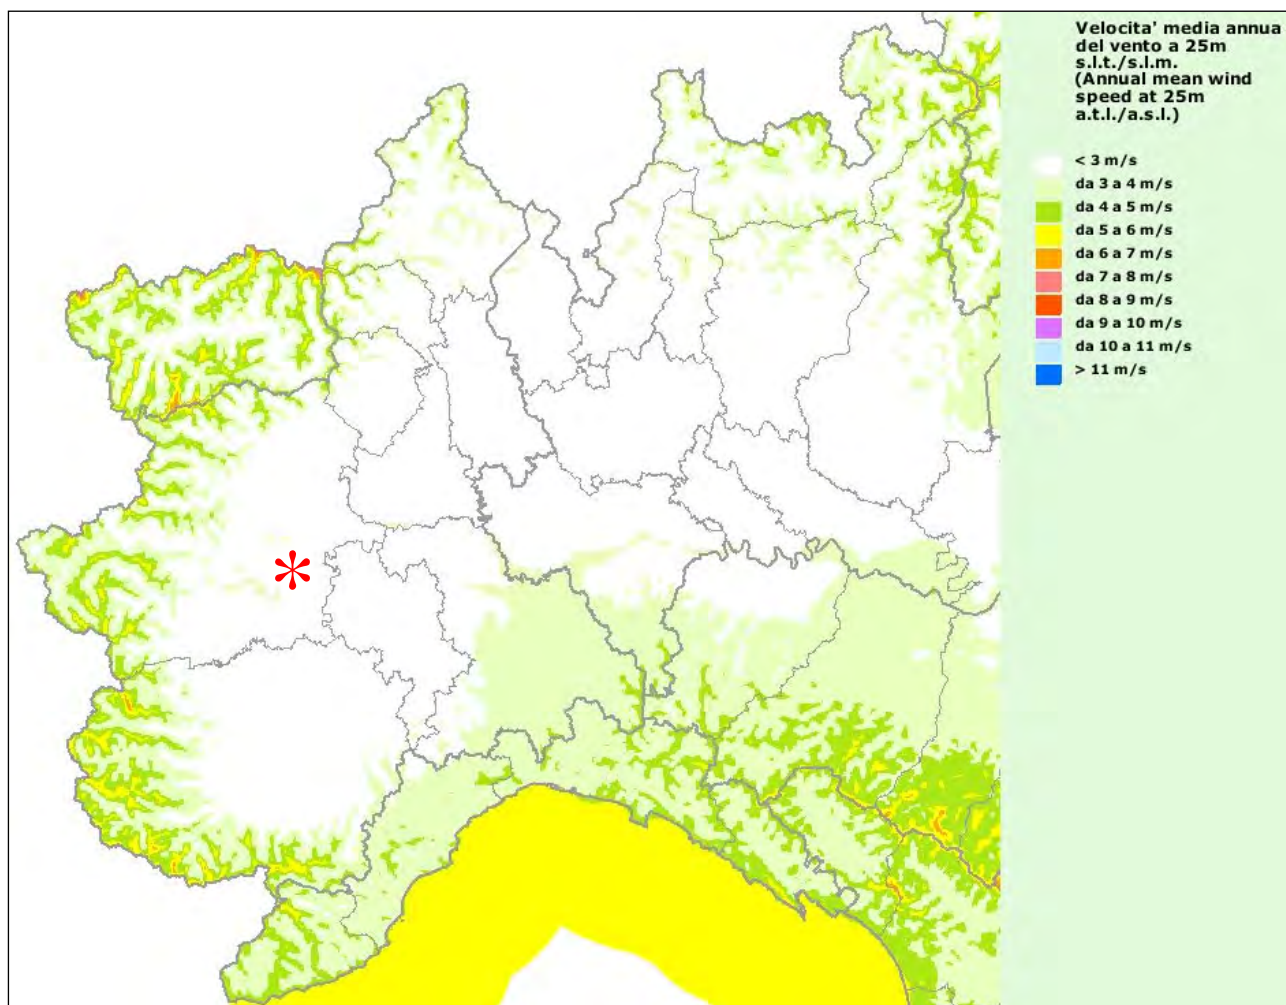 Velocita' media annua
del vento a 25m
s.l.t./s.l.m.
(Annual mean wind
speed at 25m
a.t.l./a.s.l.)
< 3 m/s
da 3 a 4 m/s
da 4 a 5 m/s
da 5 a 6 m/s
da 6 a 7 m/s
da 7 a 8 m/s
da 8 a 9 m/s
da 9 a 10 m/s
da 10 a 11 m/s
> 11 m/s